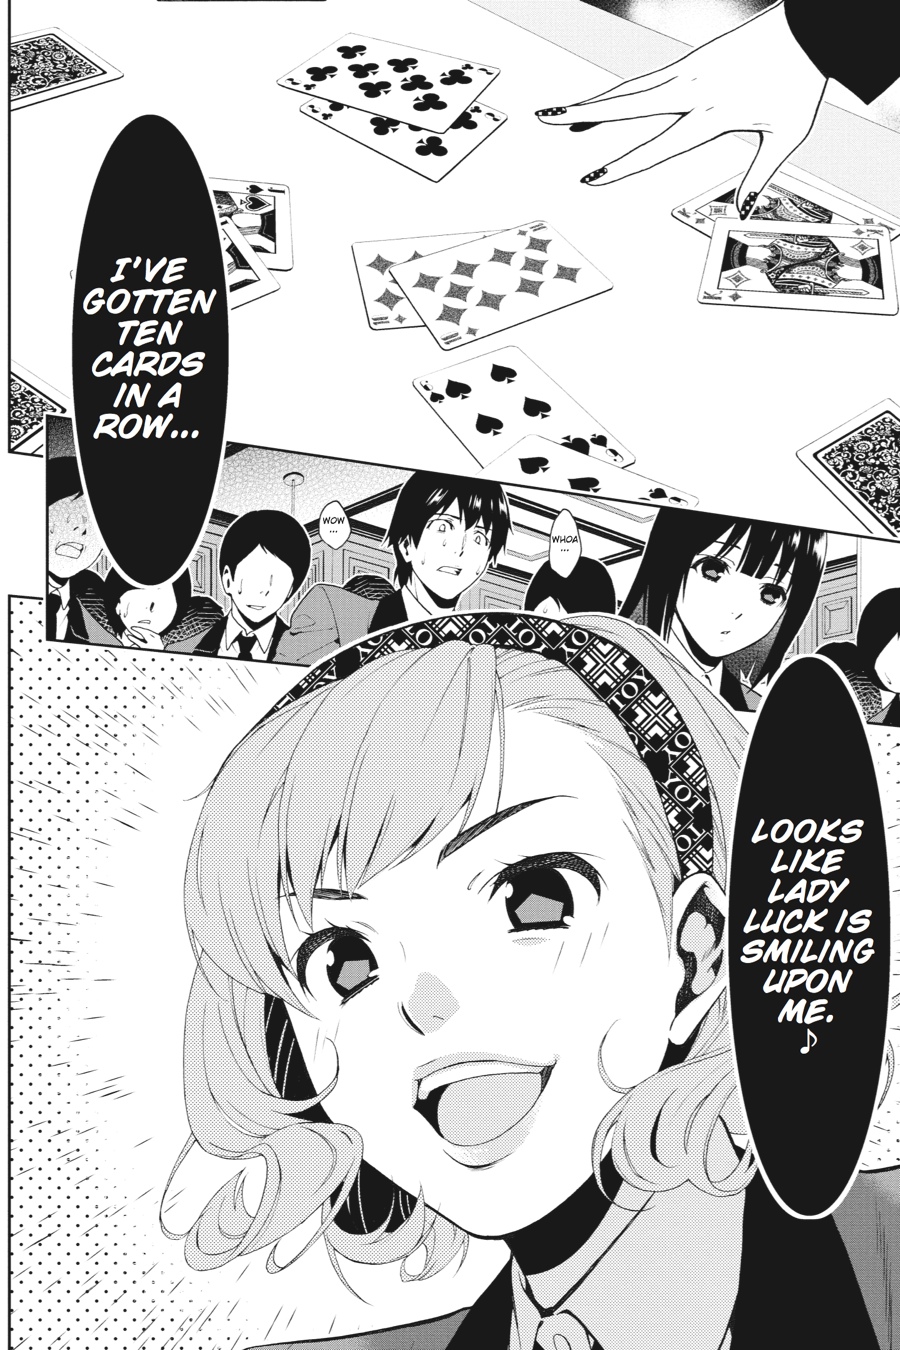 I'VE
GOTTEN
TEN
CARDS
IN A
ROW...
WOW
...
WHOA
...
LOOKS
LIKE
LADY
LUCK IS
SMILING
UPON
ME.
♪